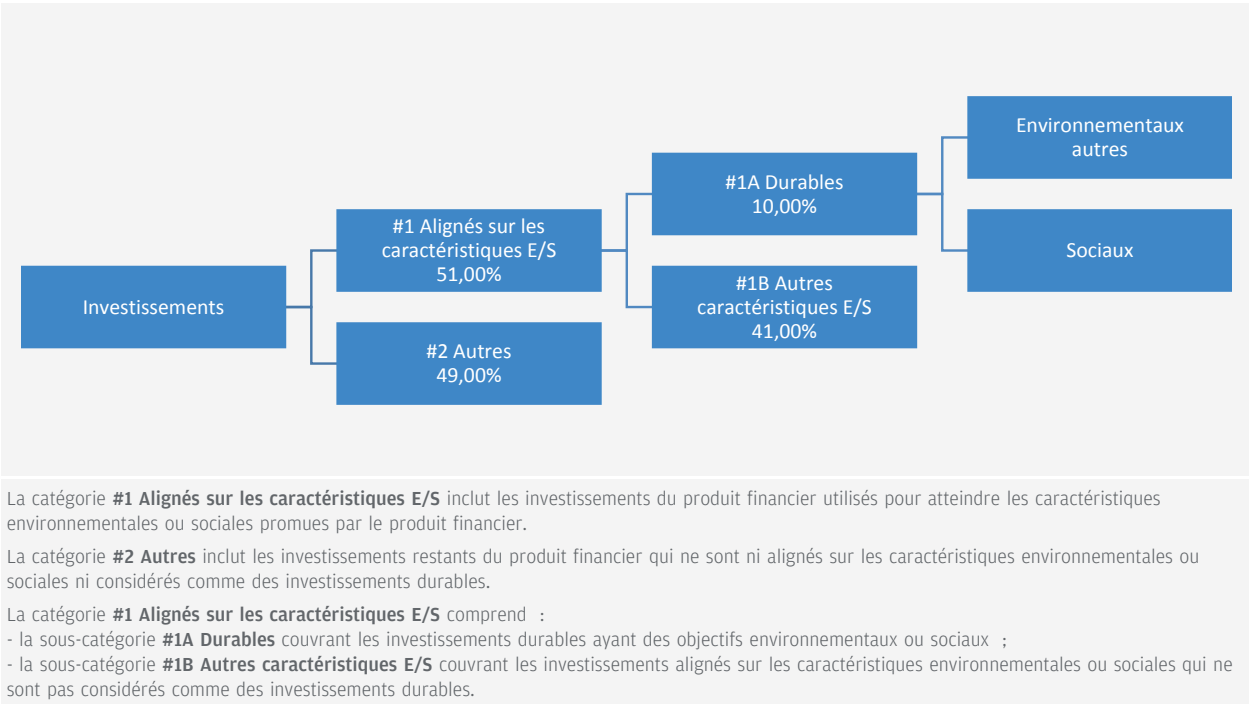 Investissements
#1 Alignés sur les
caractéristiques E/S
51,00%
#2 Autres
49,00%
#1A Durables
10,00%
#1B Autres
caractéristiques E/S
41,00%
Environnementaux
autres
Sociaux
La catégorie #1 Alignés sur les caractéristiques E/S inclut les investissements du produit financier utilisés pour atteindre les caractéristiques
environnementales ou sociales promues par le produit financier.
La catégorie #2 Autres inclut les investissements restants du produit financier qui ne sont ni alignés sur les caractéristiques environnementales ou
sociales ni considérés comme des investissements durables.
La catégorie #1 Alignés sur les caractéristiques E/S comprend :
- la sous-catégorie #1A Durables couvrant les investissements durables ayant des objectifs environnementaux ou sociaux ;
- la sous-catégorie #1B Autres caractéristiques E/S couvrant les investissements alignés sur les caractéristiques environnementales ou sociales qui ne
sont pas considérés comme des investissements durables.